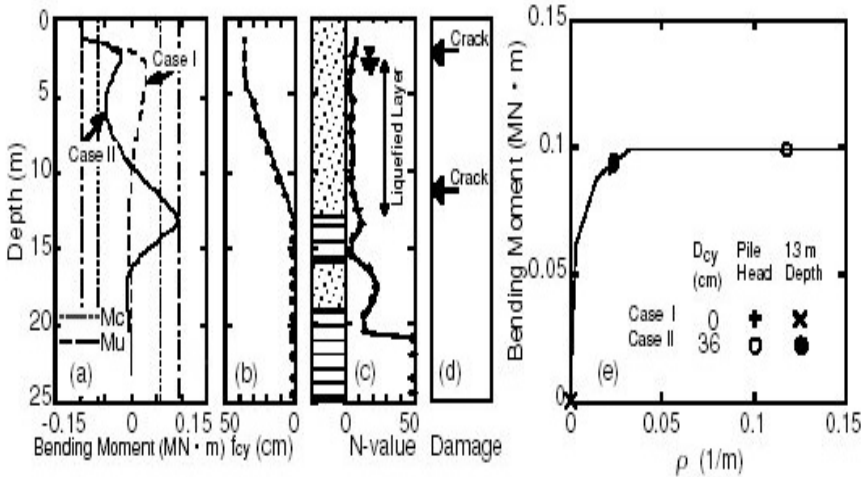 0
5
10
15
20
25
Depth (m)
Case I
Case II
Mc
Mu
(a)
-0.15
0
0.15
Bending Moment (MN・m)
(b)
50
0
fcy (cm)
Liquefied Layer
(c)
0
50
N-value
Crack
Crack
(d)
Damage
0.15
0.1
0.05
0
Bending Moment (MN・m)
Dcy
(cm)
Pile
Head
13 m
Depth
Case I
0
Case II
36
(e)
0
0.05
0.1
0.15
ρ (1/m)